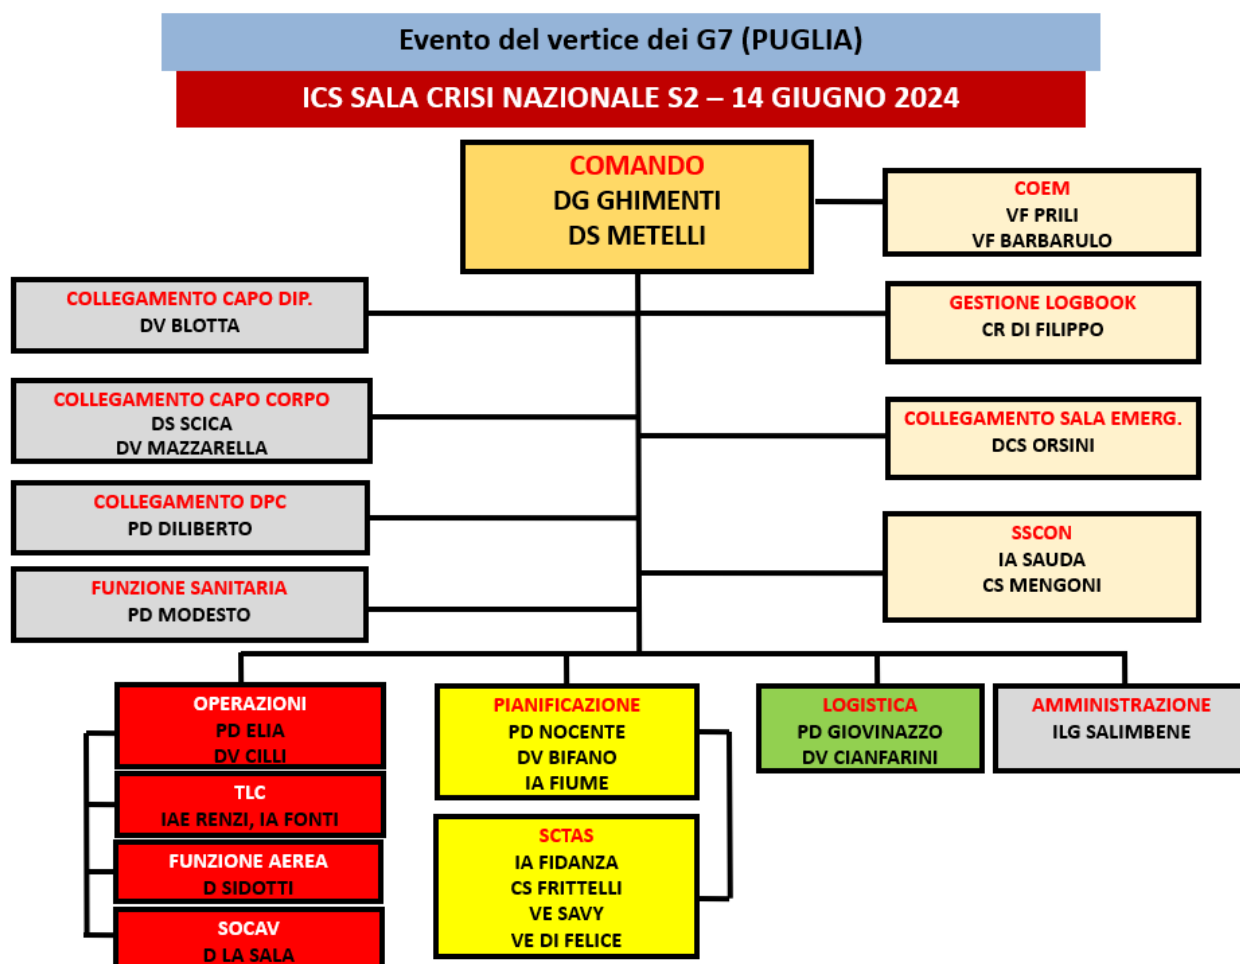 Evento del vertice dei G7 (PUGLIA)
ICS SALA CRISI NAZIONALE S2 – 14 GIUGNO 2024
COMANDO
DG GHIMENTI
DS METELLI
COEM
VF PRILI
VF BARBARULO
COLLEGAMENTO CAPO DIP.
DV BLOTTA
GESTIONE LOGBOOK
CR DI FILIPPO
COLLEGAMENTO CAPO CORPO
DS SCICA
DV MAZZARELLA
COLLEGAMENTO SALA EMERG.
DCS ORSINI
COLLEGAMENTO DPC
PD DILIBERTO
SSCON
IA SAUDA
CS MENGONI
FUNZIONE SANITARIA
PD MODESTO
OPERAZIONI
PD ELIA
DV CILLI
TLC
IAE RENZI, IA FONTI
FUNZIONE AEREA
D SIDOTTI
SOCAV
D LA SALA
PIANIFICAZIONE
PD NOCENTE
DV BIFANO
IA FIUME
SCTAS
IA FIDANZA
CS FRITTELLI
VE SAVY
VE DI FELICE
LOGISTICA
PD GIOVINAZZO
DV CIANFARINI
AMMINISTRAZIONE
ILG SALIMBENE